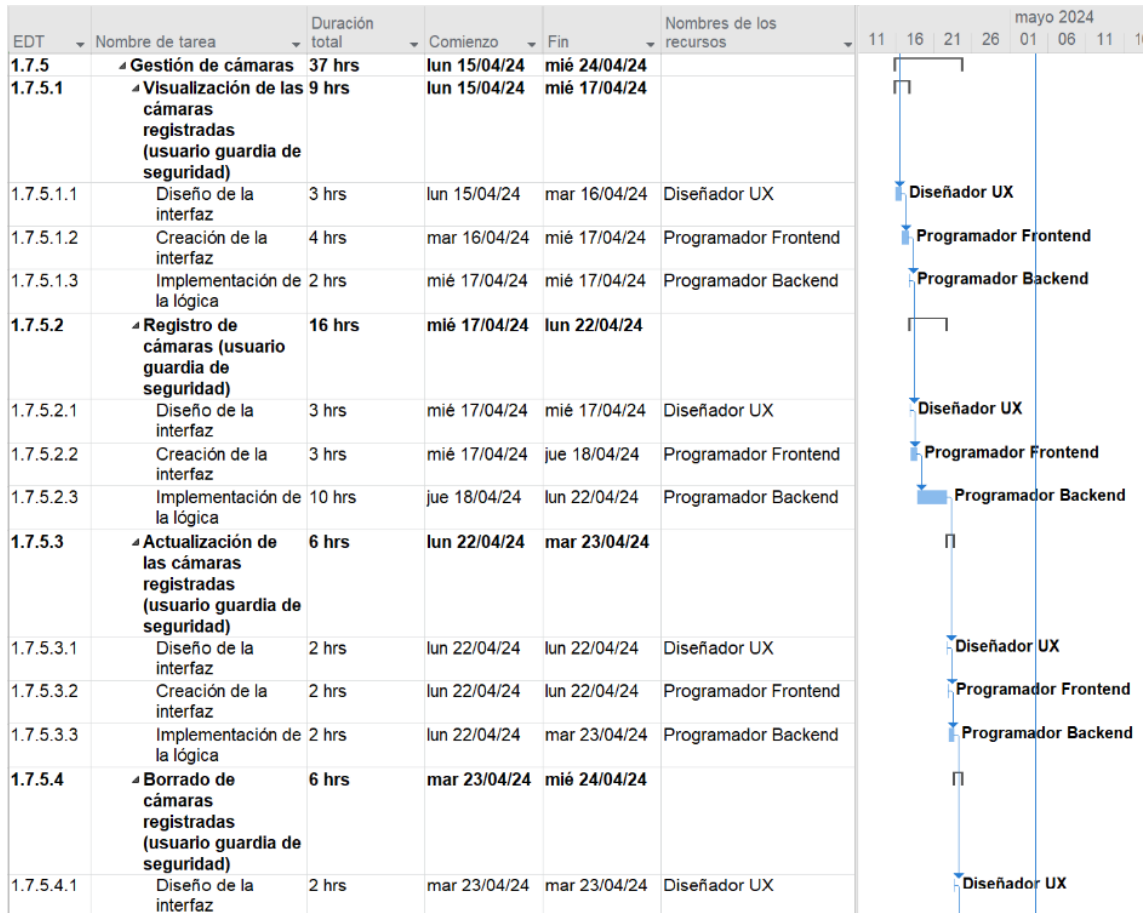 mayo 2024
EDT Nombre de tarea Duración total Comienzo Fin Nombres de los recursos 11 16 21 26 01 06 11 1
1.7.5 Gestión de cámaras 37 hrs lun 15/04/24 mié 24/04/24
1.7.5.1 Visualización de las 9 hrs lun 15/04/24 mié 17/04/24
cámaras
registradas
(usuario guardia de
seguridad)
1.7.5.1.1 Diseño de la 3 hrs lun 15/04/24 mar 16/04/24 Diseñador UX Diseñador UX
interfaz
1.7.5.1.2 Creación de la 4 hrs mar 16/04/24 mié 17/04/24 Programador Frontend Programador Frontend
interfaz
1.7.5.1.3 Implementación de 2 hrs mié 17/04/24 mié 17/04/24 Programador Backend Programador Backend
la lógica
1.7.5.2 Registro de 16 hrs mié 17/04/24 lun 22/04/24
cámaras (usuario
guardia de
seguridad)
1.7.5.2.1 Diseño de la 3 hrs mié 17/04/24 mié 17/04/24 Diseñador UX Diseñador UX
interfaz
1.7.5.2.2 Creación de la 3 hrs mié 17/04/24 jue 18/04/24 Programador Frontend Programador Frontend
interfaz
1.7.5.2.3 Implementación de 10 hrs jue 18/04/24 lun 22/04/24 Programador Backend Programador Backend
la lógica
1.7.5.3 Actualización de 6 hrs lun 22/04/24 mar 23/04/24
las cámaras
registradas
(usuario guardia de
seguridad)
1.7.5.3.1 Diseño de la 2 hrs lun 22/04/24 lun 22/04/24 Diseñador UX Diseñador UX
interfaz
1.7.5.3.2 Creación de la 2 hrs lun 22/04/24 lun 22/04/24 Programador Frontend Programador Frontend
interfaz
1.7.5.3.3 Implementación de 2 hrs lun 22/04/24 mar 23/04/24 Programador Backend Programador Backend
la lógica
1.7.5.4 Borrado de 6 hrs mar 23/04/24 mié 24/04/24
cámaras
registradas
(usuario guardia de
seguridad)
1.7.5.4.1 Diseño de la 2 hrs mar 23/04/24 mar 23/04/24 Diseñador UX Diseñador UX
interfaz